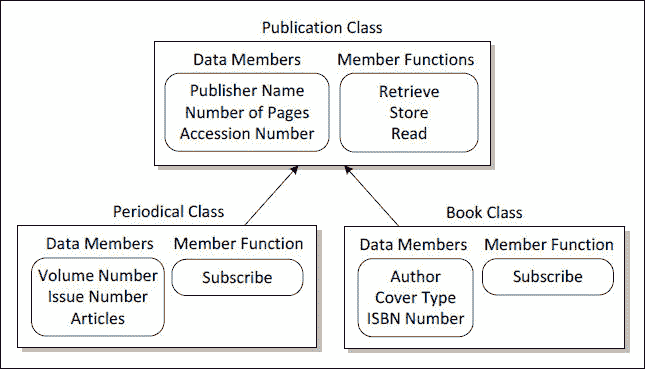 Publication Class
Data Members
Member Functions
Publisher Name
Number of Pages
Accession Number
Retrieve
Store
Read
Periodical Class
Data Members
Member Function
Volume Number
Issue Number
Articles
Subscribe
Book Class
Data Members
Member Function
Author
Cover Type
ISBN Number
Subscribe